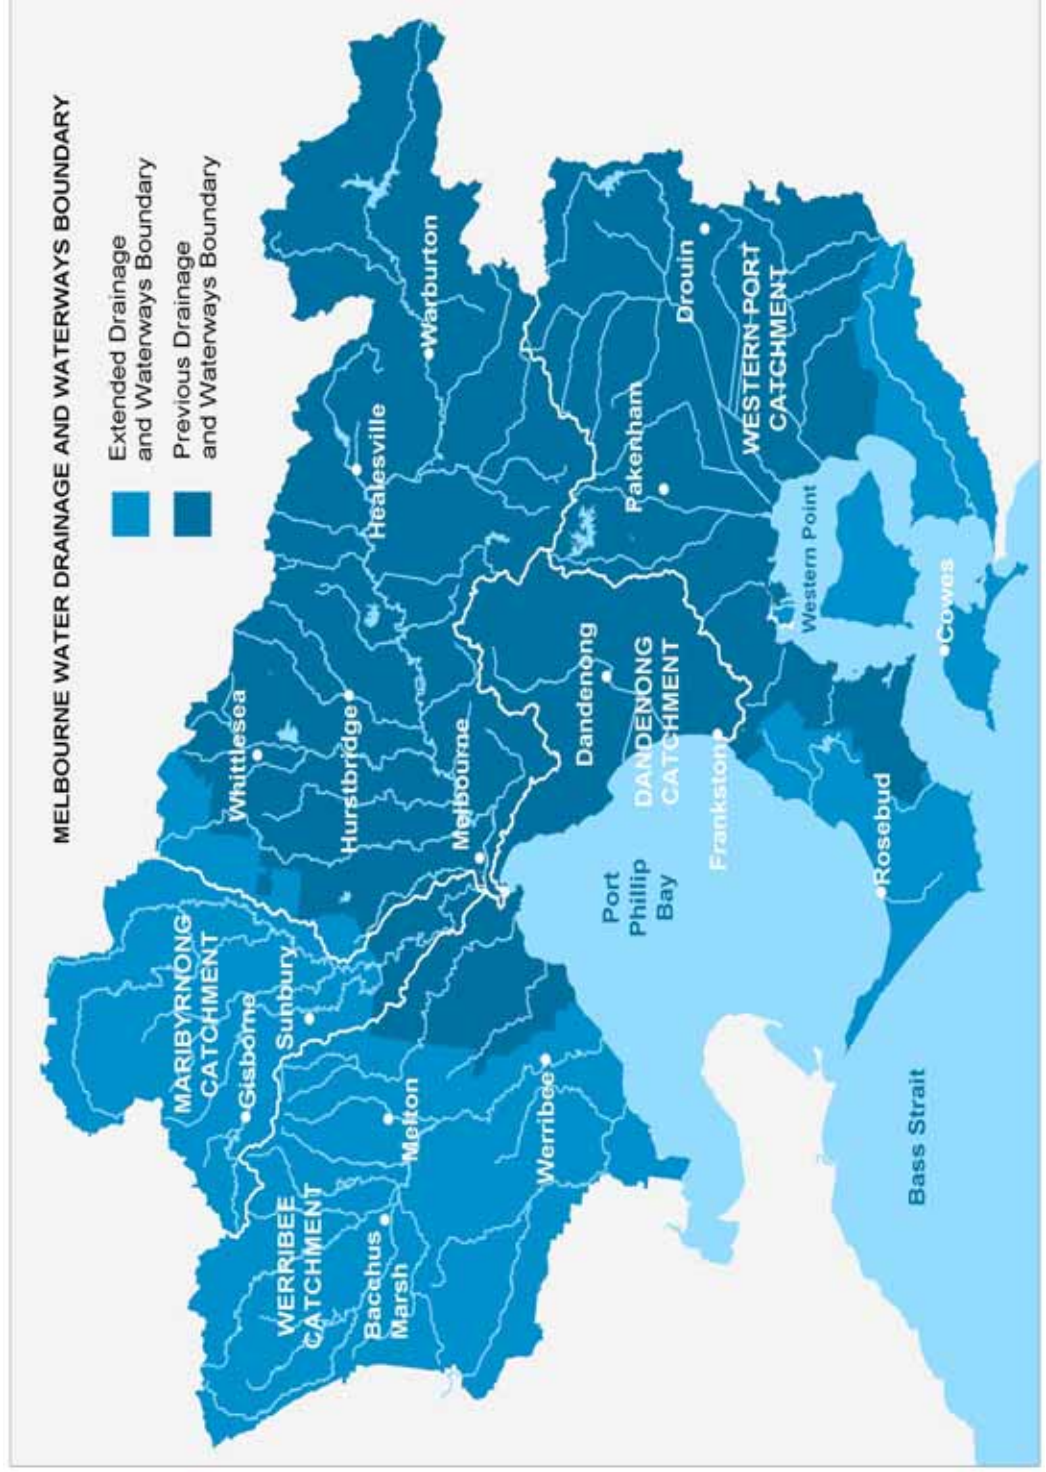 MELBOURNE WATER DRAINAGE AND WATERWAYS BOUNDARY
Extended Drainage
and Waterways Boundary
Previous Drainage
and Waterways Boundary
MARIBYRNONG
CATCHMENT
Gisborne
Sunbury
WERRIBEE
CATCHMENT
Bacchus
Marsh
Melton
Werribee
Whittlesea
Hurstbridge
Melbourne
Healesville
Warburton
Dandenong
DANDENONG
CATCHMENT
Frankston
Pakenham
Drouin
WESTERN PORT
CATCHMENT
Western Point
Cowes
Rosebud
Port
Phillip
Bay
Bass Strait